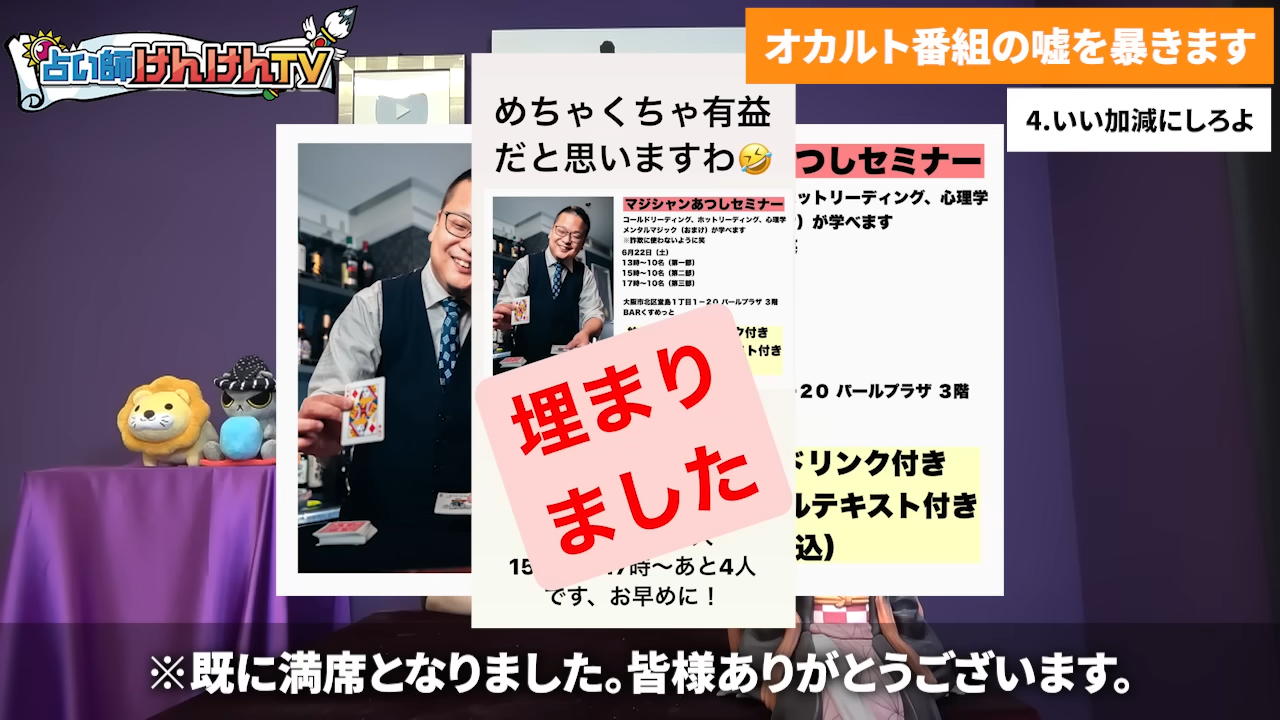 占い師けんけんTV
オカルト番組の嘘を暴きます
4.いい加減にしろよ
めちゃくちゃ有益
だと思いますわ🤣
マジシャンあつしセミナー
コールドリーディング、ホットリーディング、心理学
メンタルマジック（おまけ）が学べます
※詐欺に使わないように笑
6月22日（土）
13時〜10名（第一部）
15時〜10名（第二部）
17時〜10名（第三部）
大阪市北区堂島１丁目１−２０ パールプラザ ３階
BARくすめっと
ク付き
ト付き
埋まり
ました
時〜あと4人
です、お早めに！
つしセミナー
ットリーディング、心理学
）が学べます
２０ パールプラザ ３階
ドリンク付き
ルテキスト付き
込）
※既に満席となりました。皆様ありがとうございます。